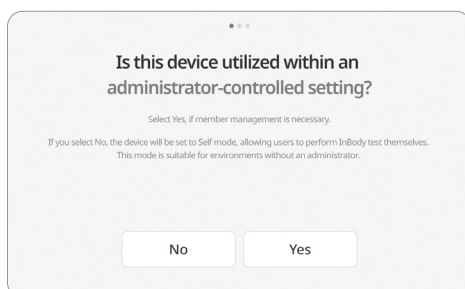 Is this device utilized within an
administrator-controlled setting?
Select Yes, if member management is necessary.
If you select No, the device will be set to Self mode, allowing users to perform InBody test themselves.
This mode is suitable for environments without an administrator.
No
Yes